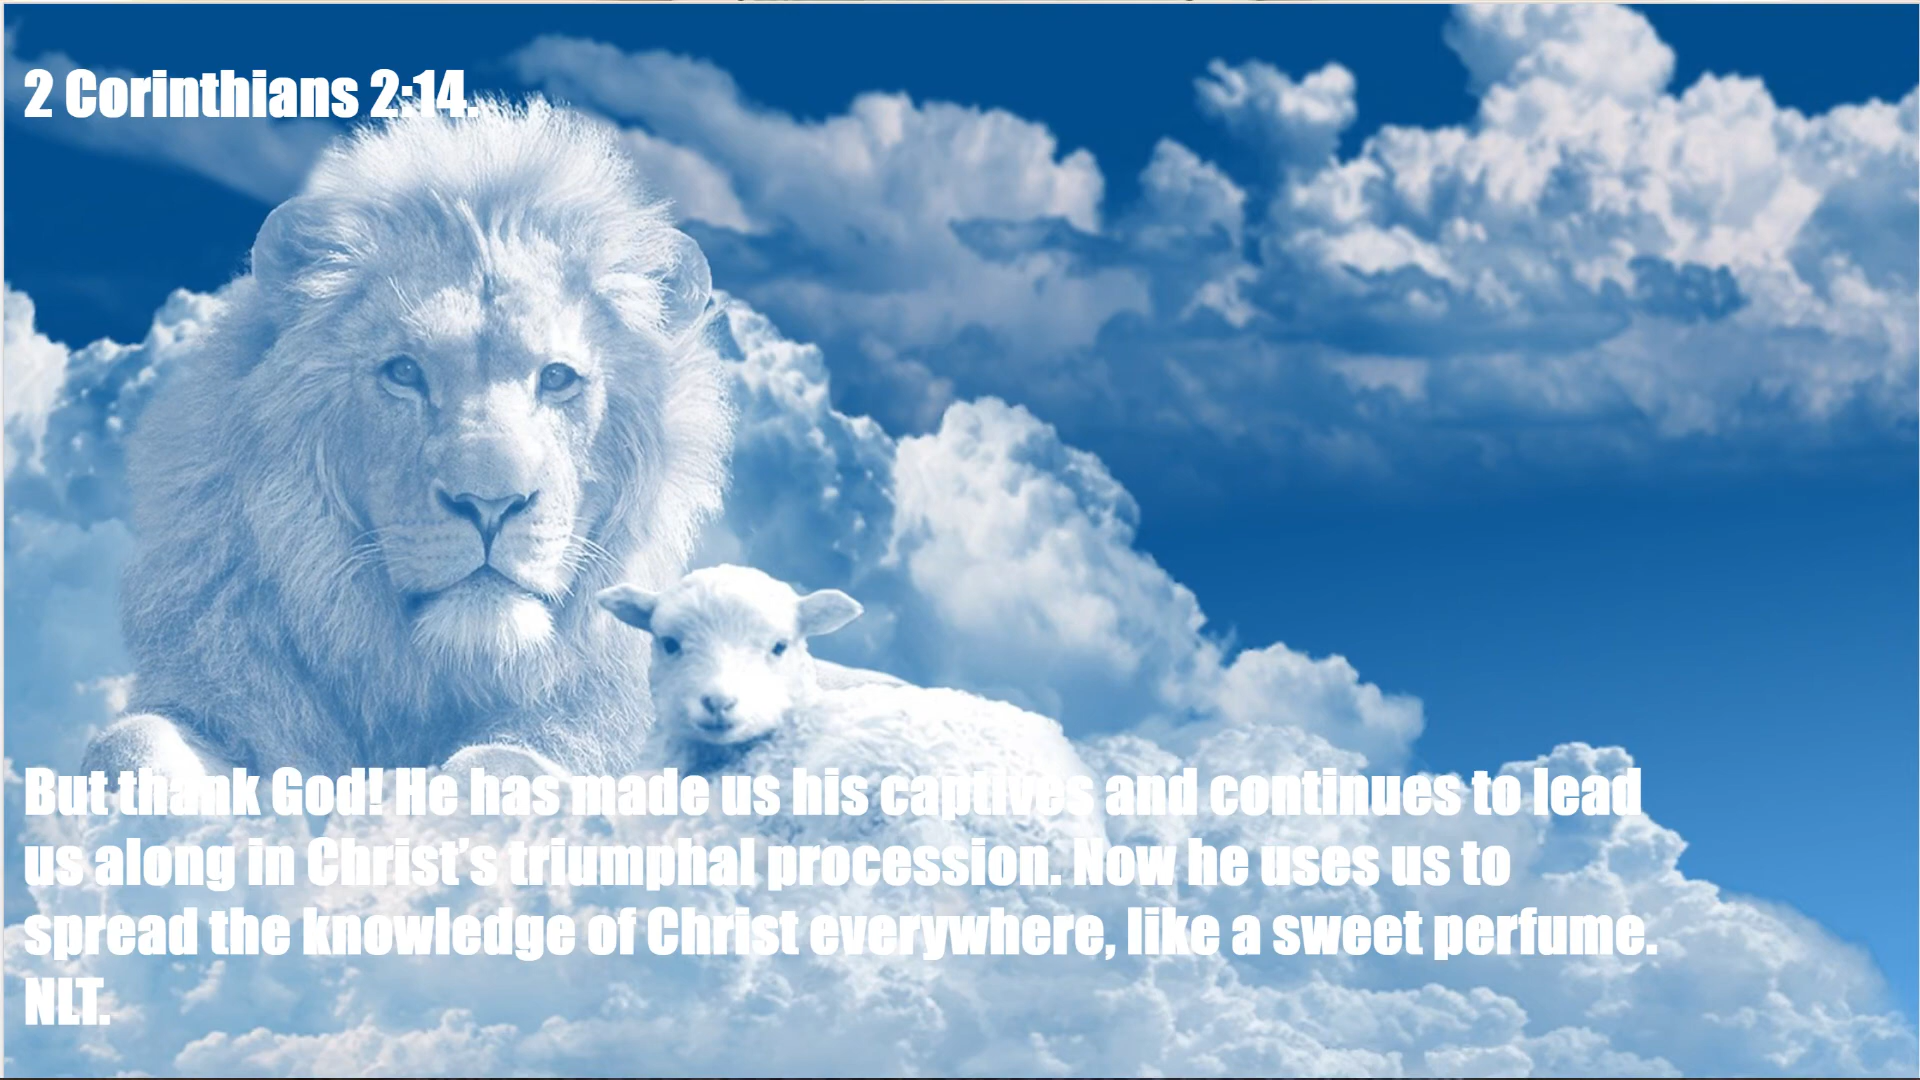 2 Corinthians 2:14.
But thank God! He has made us his captives and continues to lead
us along in Christ's triumphal procession. Now he uses us to
spread the knowledge of Christ everywhere, like a sweet perfume.
NLT.